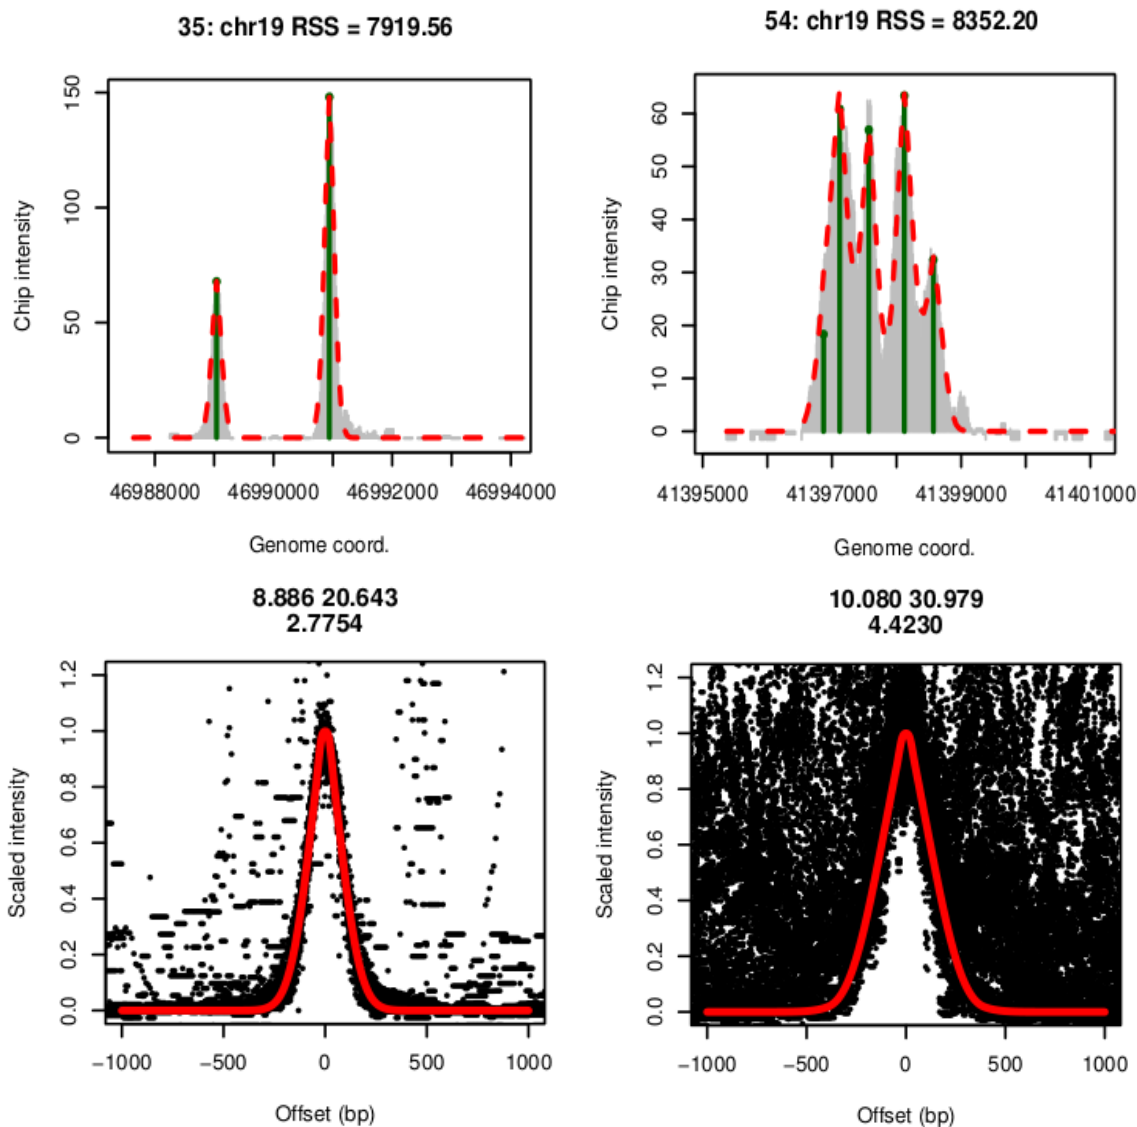 35: chr19 RSS = 7919.56
150
100
50
0
Chip intensity
46988000 46990000 46992000 46994000
Genome coord.
54: chr19 RSS = 8352.20
60
50
40
30
20
10
0
Chip intensity
41395000 41397000 41399000 41401000
Genome coord.
8.886 20.643
2.7754
1.2
1.0
0.8
0.6
0.4
0.2
0.0
Scaled intensity
−1000 −500 0 500 1000
Offset (bp)
10.080 30.979
4.4230
1.2
1.0
0.8
0.6
0.4
0.2
0.0
Scaled intensity
−1000 −500 0 500 1000
Offset (bp)